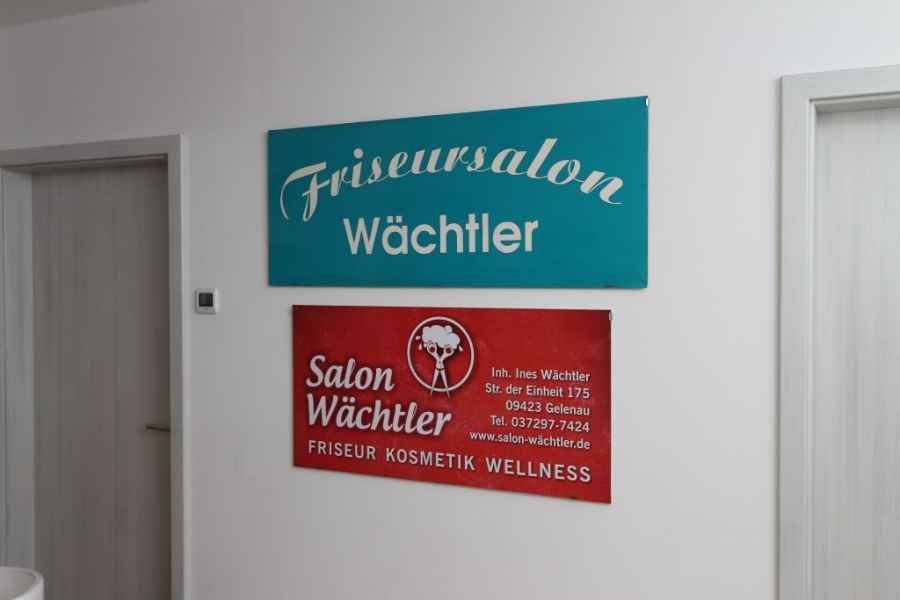 Friseursalon
Wächtler
Salon
Wächtler
Inh. Ines Wächtler
Str. der Einheit 175
09423 Gelenau
Tel. 037297-7424
www.salon-wächtler.de
FRISEUR KOSMETIK WELLNESS